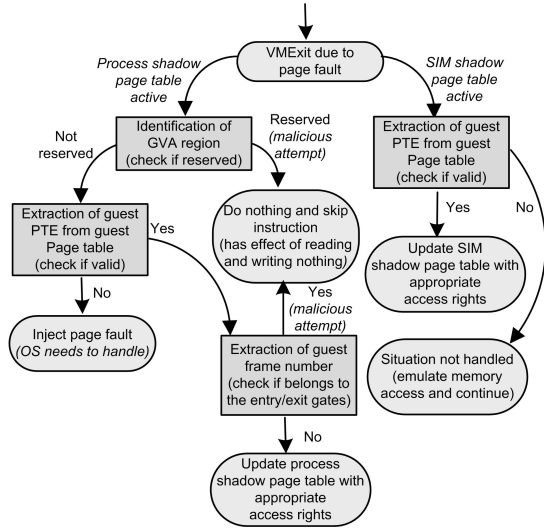 VMExit due to
page fault
Process shadow
page table
active
SIM shadow
page table
active
Identification of
GVA region
(check if reserved)
Reserved
(malicious
attempt)
Extraction of guest
PTE from guest
Page table
(check if valid)
Not
reserved
Extraction of guest
PTE from guest
Page table
(check if valid)
Yes
Do nothing and skip
instruction
(has effect of reading
and writing nothing)
Yes
No
Update SIM
shadow page table with
appropriate
access rights
No
Inject page fault
(OS needs to handle)
Yes
(malicious
attempt)
Extraction of guest
frame number
(check if belongs to
the entry/exit gates)
Situation not handled
(emulate memory
access and continue)
No
Update process
shadow page table with
appropriate
access rights